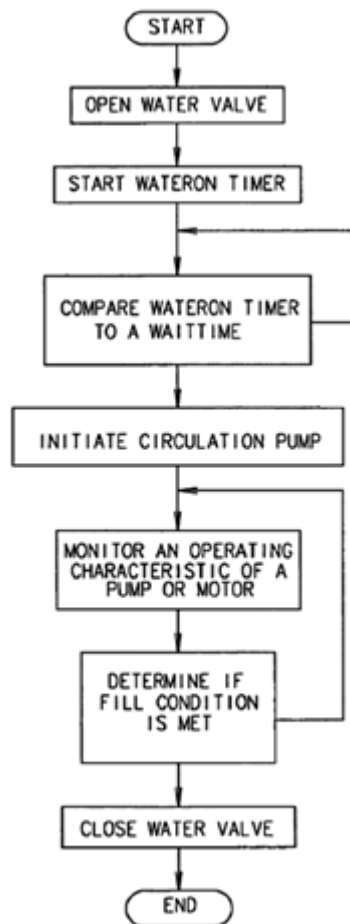 START
OPEN WATER VALVE
START WATERON TIMER
COMPARE WATERON TIMER
TO A WAITTIME
INITIATE CIRCULATION PUMP
MONITOR AN OPERATING
CHARACTERISTIC OF A
PUMP OR MOTOR
DETERMINE IF
FILL CONDITION
IS MET
CLOSE WATER VALVE
END